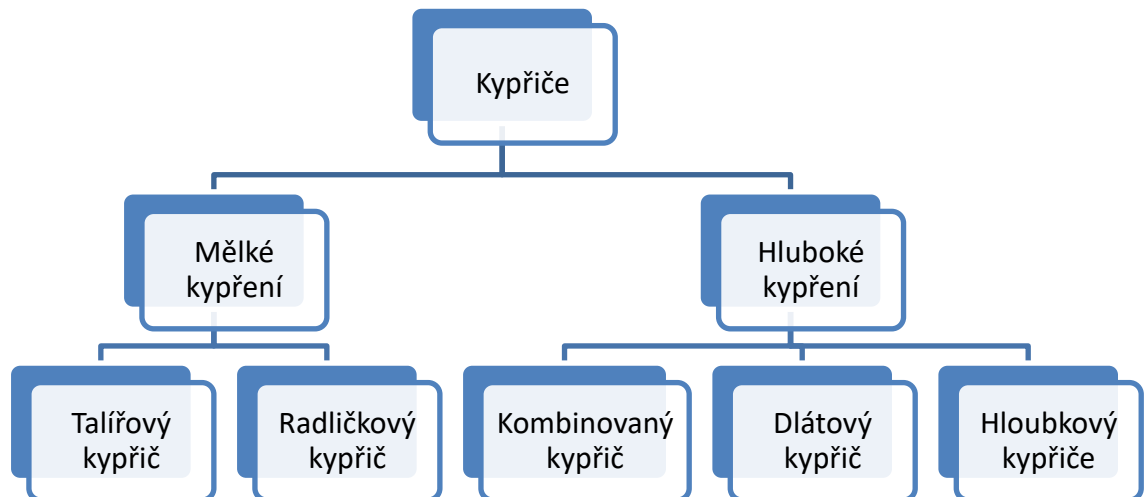 Kypřiče
Mělké
kypření
Hluboké
kypření
Talířový
kypřič
Radličkový
kypřič
Kombinovaný
kypřič
Dlátový
kypřič
Hloubkový
kypřiče